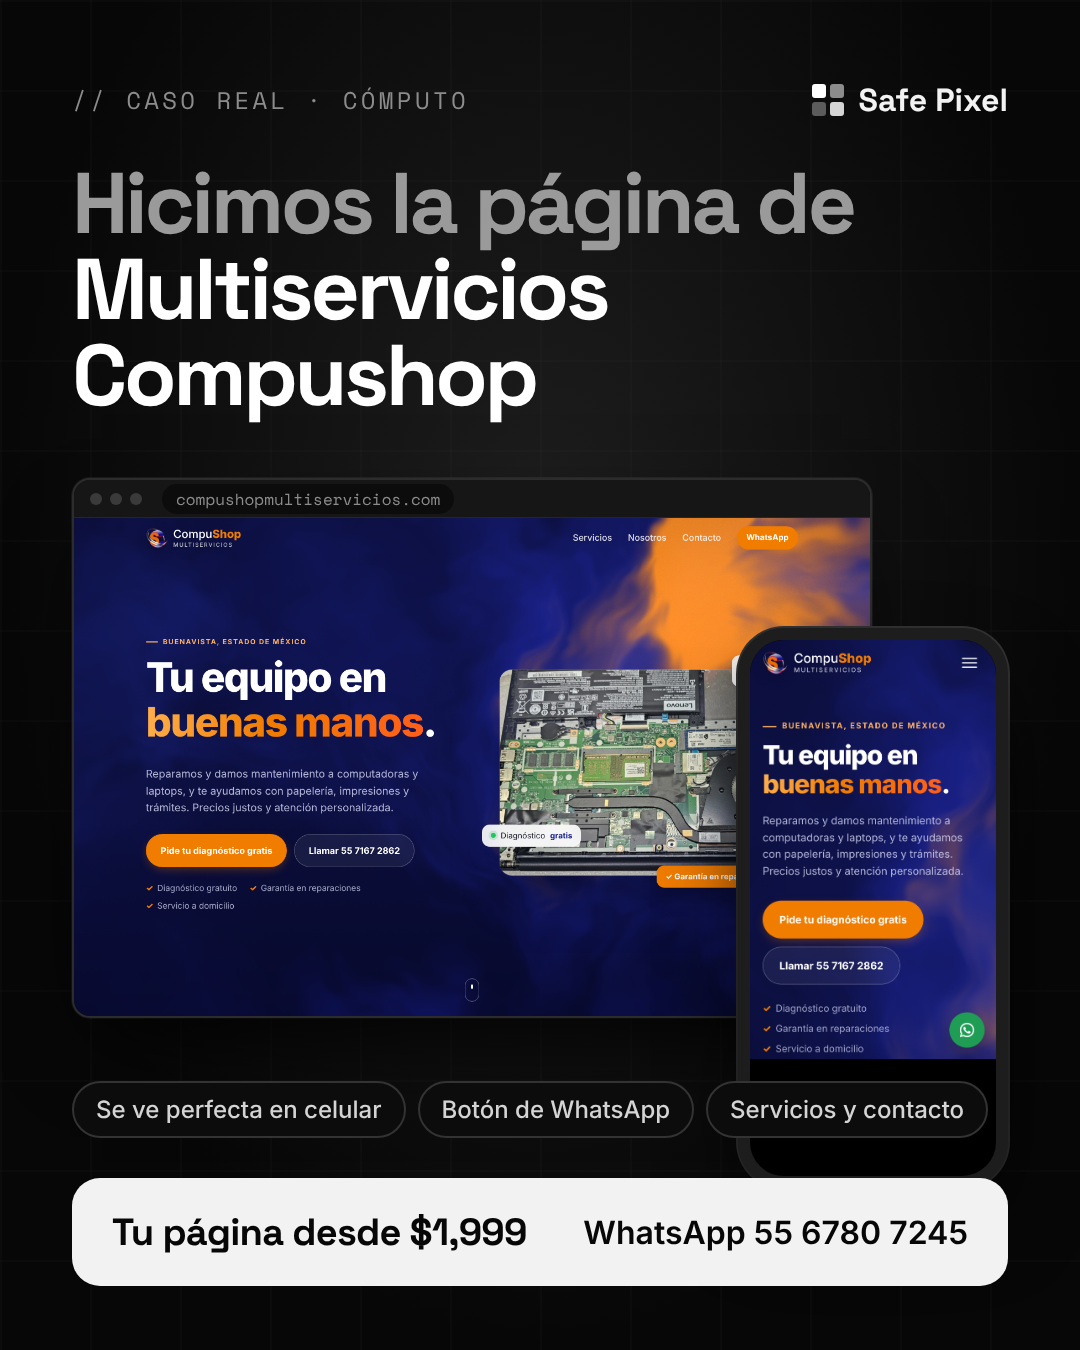 // CASO REAL · CÓMPUTO
Safe Pixel
Hicimos la página de
Multiservicios
Compushop
compushopmultiservicios.com
CompuShop
MULTISERVICIOS
Servicios Nosotros Contacto WhatsApp
BUENAVISTA, ESTADO DE MÉXICO
Tu equipo en
buenas manos.
Reparamos y damos mantenimiento a computadoras y
laptops, y te ayudamos con papelería, impresiones y
trámites. Precios justos y atención personalizada.
Pide tu diagnóstico gratis
Llamar 55 7167 2862
✓ Diagnóstico gratuito ✓ Garantía en reparaciones
✓ Servicio a domicilio
Lenovo
Diagnóstico gratis
✓ Garantía en repa
CompuShop
MULTISERVICIOS
BUENAVISTA, ESTADO DE MÉXICO
Tu equipo en
buenas manos.
Reparamos y damos mantenimiento a
computadoras y laptops, y te ayudamos
con papelería, impresiones y trámites.
Precios justos y atención personalizada.
Pide tu diagnóstico gratis
Llamar 55 7167 2862
✓ Diagnóstico gratuito
✓ Garantía en reparaciones
✓ Servicio a domicilio
Se ve perfecta en celular
Botón de WhatsApp
Servicios y contacto
Tu página desde $1,999
WhatsApp 55 6780 7245